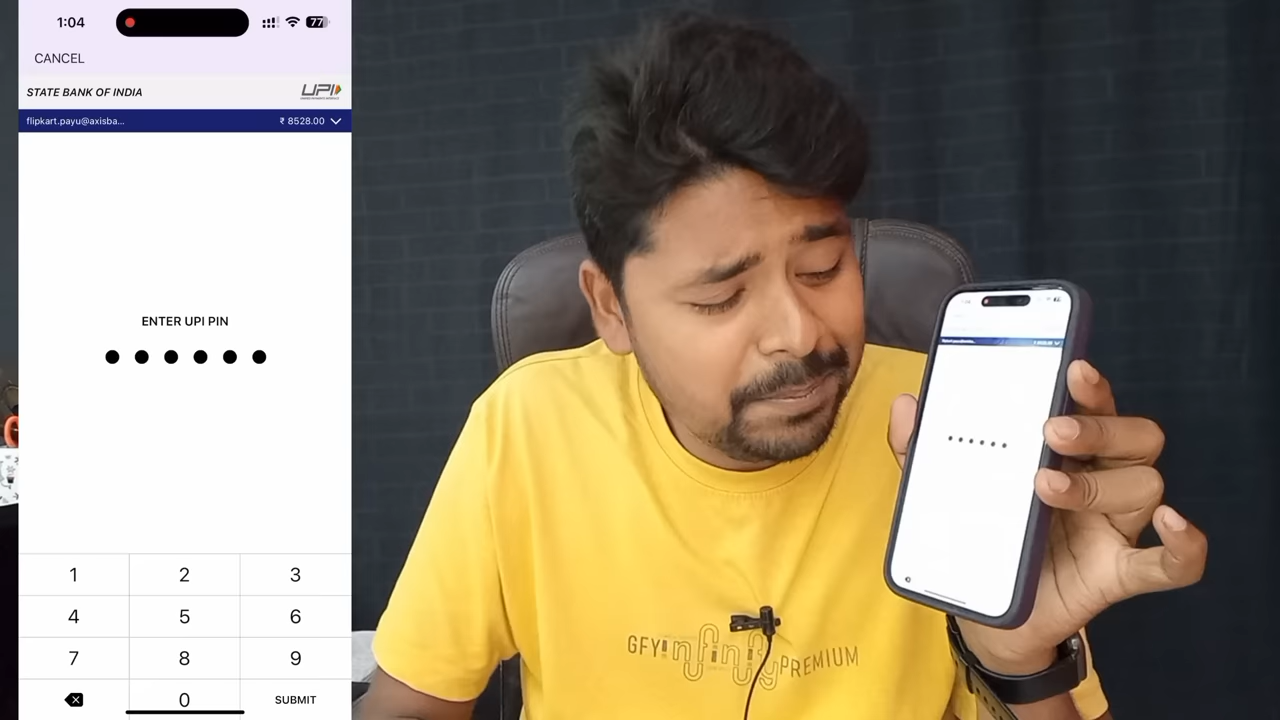 1:04
77
CANCEL
STATE BANK OF INDIA
UPI
flipkart.payu@axisba...
₹ 8528.00
ENTER UPI PIN
1 2 3
4 5 6
7 8 9
0 SUBMIT
GFY infinity PREMIUM